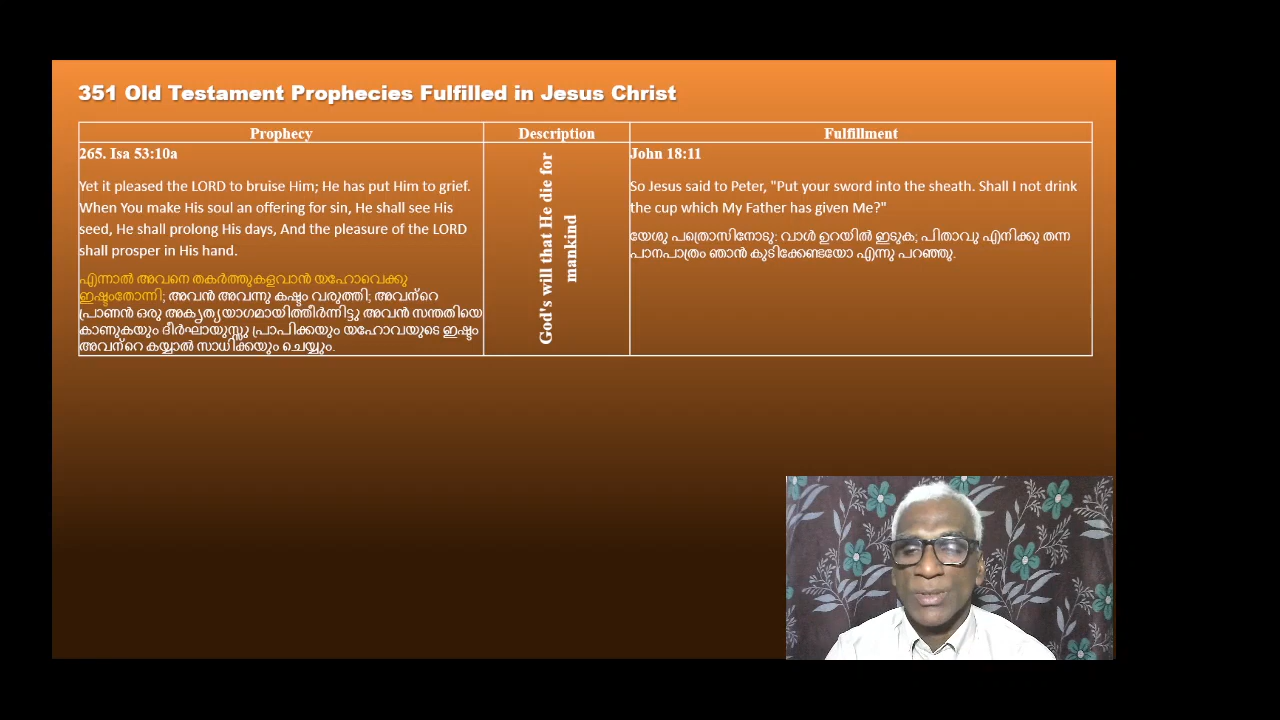 351 Old Testament Prophecies Fulfilled in Jesus Christ
Prophecy
Description
Fulfillment
265. Isa 53:10a
Yet it pleased the LORD to bruise Him; He has put Him to grief.
When You make His soul an offering for sin, He shall see His
seed, He shall prolong His days, And the pleasure of the LORD
shall prosper in His hand.
എന്നാൽ അവനെ തകർത്തുകളവാൻ യഹോവെക്കു
ഇഷ്ടംതോന്നി; അവൻ അവന്നു കഷ്ടം വരുത്തി; അവന്റെ
പ്രാണൻ ഒരു അകൃത്യയാഗമായിത്തീർന്നിട്ടു അവൻ സന്തതിയെ
കാണുകയും ദീർഘായുസ്സു പ്രാപിക്കയും യഹോവയുടെ ഇഷ്ടം
അവന്റെ കയ്യാൽ സാധിക്കയും ചെയ്യും.
God's will that He die for
mankind
John 18:11
So Jesus said to Peter, "Put your sword into the sheath. Shall I not drink
the cup which My Father has given Me?"
യേശു പത്രൊസിനോടു: വാൾ ഉറയിൽ ഇടുക; പിതാവു എനിക്കു തന്ന
പാനപാത്രം ഞാൻ കുടിക്കേണ്ടയോ എന്നു പറഞ്ഞു.